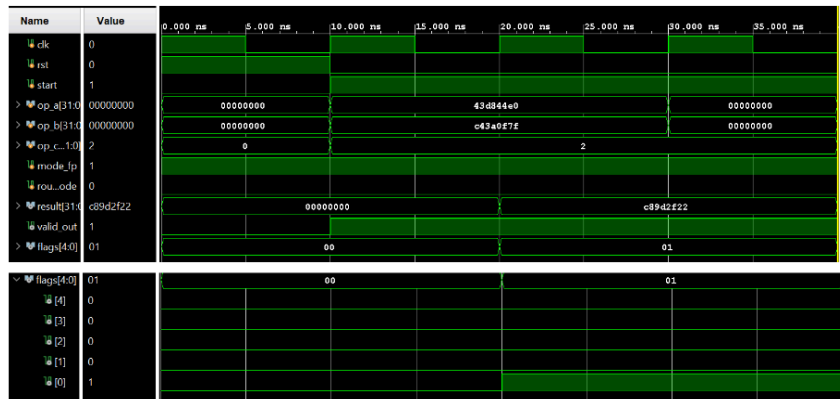 Name Value 0.000 ns 5.000 ns 10.000 ns 15.000 ns 20.000 ns 25.000 ns 30.000 ns 35.000 ns
clk 0
rst 0
start 1
op_a[31:0 00000000 00000000 43d844e0 00000000
op_b[31:0 00000000 00000000 c43a0f7f 00000000
op_c...1:0] 2 0 2
mode_fp 1
rou...ode 0
result[31:( c89d2f22 00000000 c89d2f22
valid_out 1
flags[4:0] 01 00 01
flags[4:0] 01 00 01
[4] 0
[3] 0
[2] 0
[1] 0
[0] 1